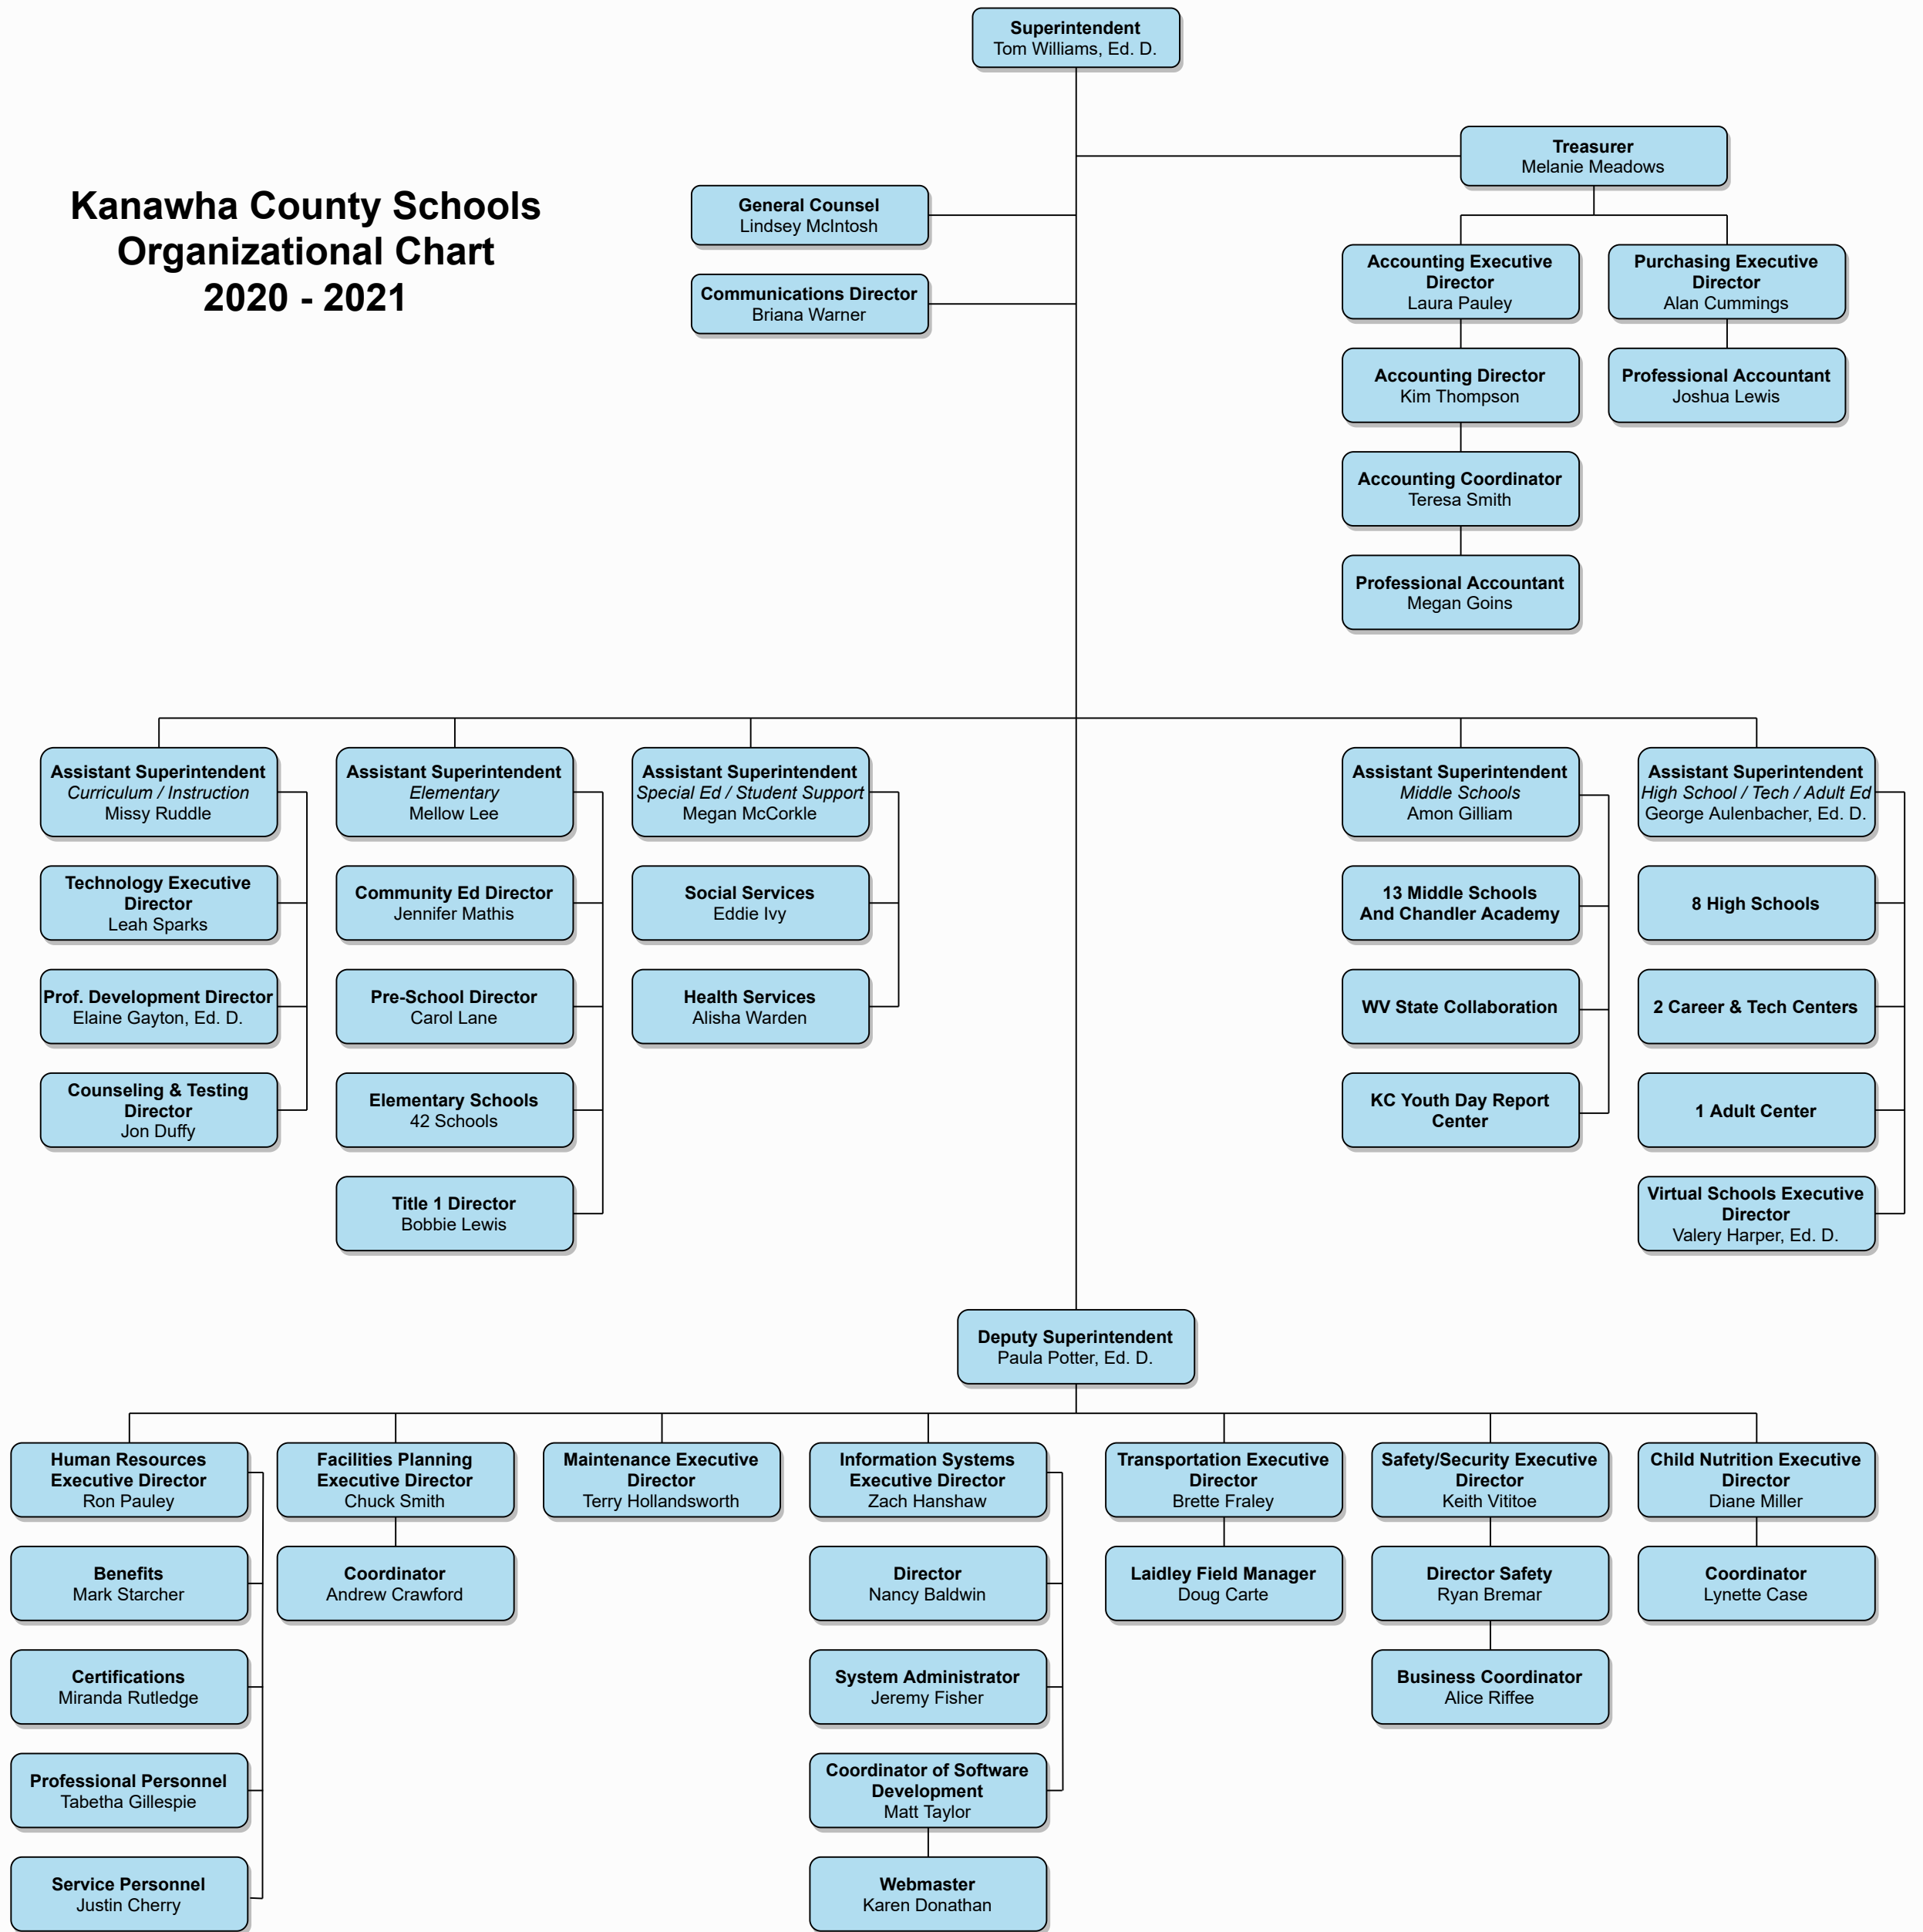 Superintendent
Tom Williams, Ed. D.
Treasurer
Melanie Meadows
Kanawha County Schools
Organizational Chart
2020 - 2021
General Counsel
Lindsey McIntosh
Communications Director
Briana Warner
Accounting Executive
Director
Laura Pauley
Purchasing Executive
Director
Alan Cummings
Accounting Director
Kim Thompson
Professional Accountant
Joshua Lewis
Accounting Coordinator
Teresa Smith
Professional Accountant
Megan Goins
Assistant Superintendent
Curriculum / Instruction
Missy Ruddle
Technology Executive
Director
Leah Sparks
Prof. Development Director
Elaine Gayton, Ed. D.
Counseling & Testing
Director
Jon Duffy
Assistant Superintendent
Elementary
Mellow Lee
Community Ed Director
Jennifer Mathis
Pre-School Director
Carol Lane
Elementary Schools
42 Schools
Title 1 Director
Bobbie Lewis
Assistant Superintendent
Special Ed / Student Support
Megan McCorkle
Social Services
Eddie Ivy
Health Services
Alisha Warden
Assistant Superintendent
Middle Schools
Amon Gilliam
13 Middle Schools
And Chandler Academy
WV State Collaboration
KC Youth Day Report
Center
Assistant Superintendent
High School / Tech / Adult Ed
George Aulenbacher, Ed. D.
8 High Schools
2 Career & Tech Centers
1 Adult Center
Virtual Schools Executive
Director
Valery Harper, Ed. D.
Deputy Superintendent
Paula Potter, Ed. D.
Human Resources
Executive Director
Ron Pauley
Benefits
Mark Starcher
Certifications
Miranda Rutledge
Professional Personnel
Tabetha Gillespie
Service Personnel
Justin Cherry
Facilities Planning
Executive Director
Chuck Smith
Coordinator
Andrew Crawford
Maintenance Executive
Director
Terry Hollandsworth
Information Systems
Executive Director
Zach Hanshaw
Director
Nancy Baldwin
System Administrator
Jeremy Fisher
Coordinator of Software
Development
Matt Taylor
Webmaster
Karen Donathan
Transportation Executive
Director
Brette Fraley
Laidley Field Manager
Doug Carte
Safety/Security Executive
Director
Keith Vititoe
Director Safety
Ryan Bremar
Business Coordinator
Alice Riffee
Child Nutrition Executive
Director
Diane Miller
Coordinator
Lynette Case